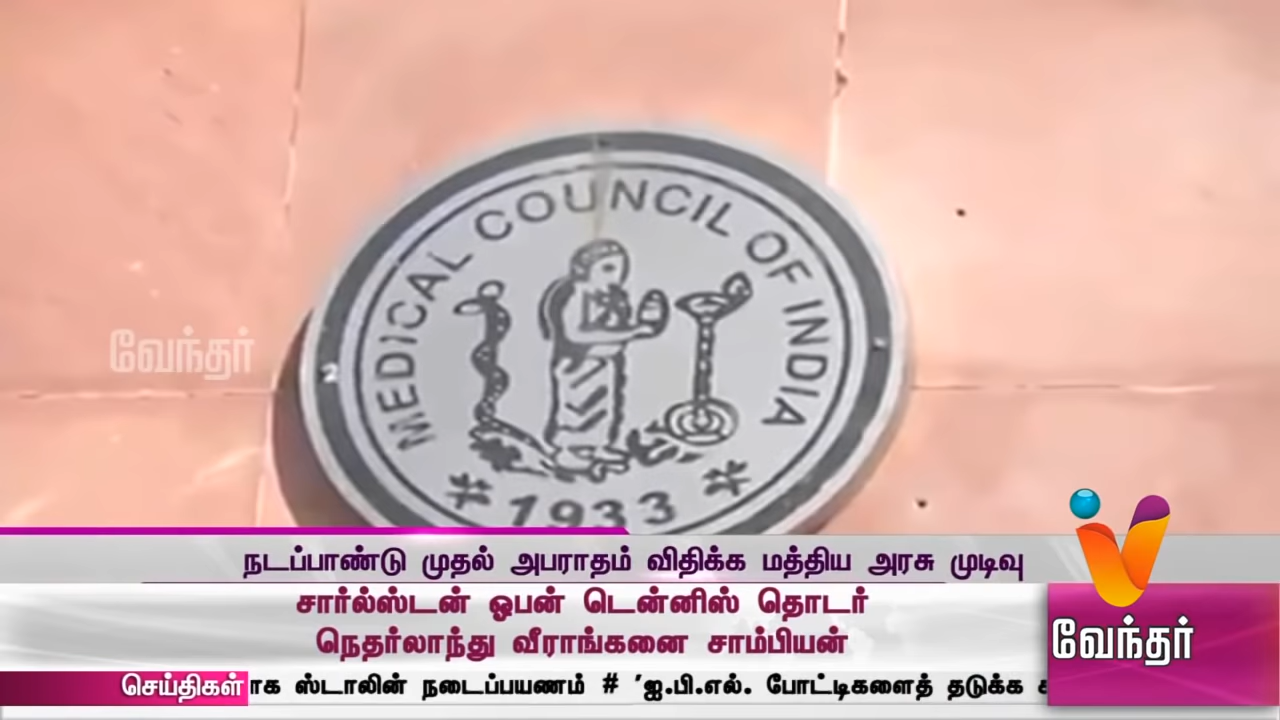 MEDICAL COUNCIL OF INDIA
1933
வேந்தர்
நடப்பாண்டு முதல் அபராதம் விதிக்க மத்திய அரசு முடிவு
சார்ல்ஸ்டன் ஓபன் டென்னிஸ் தொடர்
நெதர்லாந்து வீராங்கனை சாம்பியன்
வேந்தர்
செய்திகள்
ாக ஸ்டாலின் நடைப்பயணம் # 'ஐ.பி.எல். போட்டிகளைத் தடுக்க